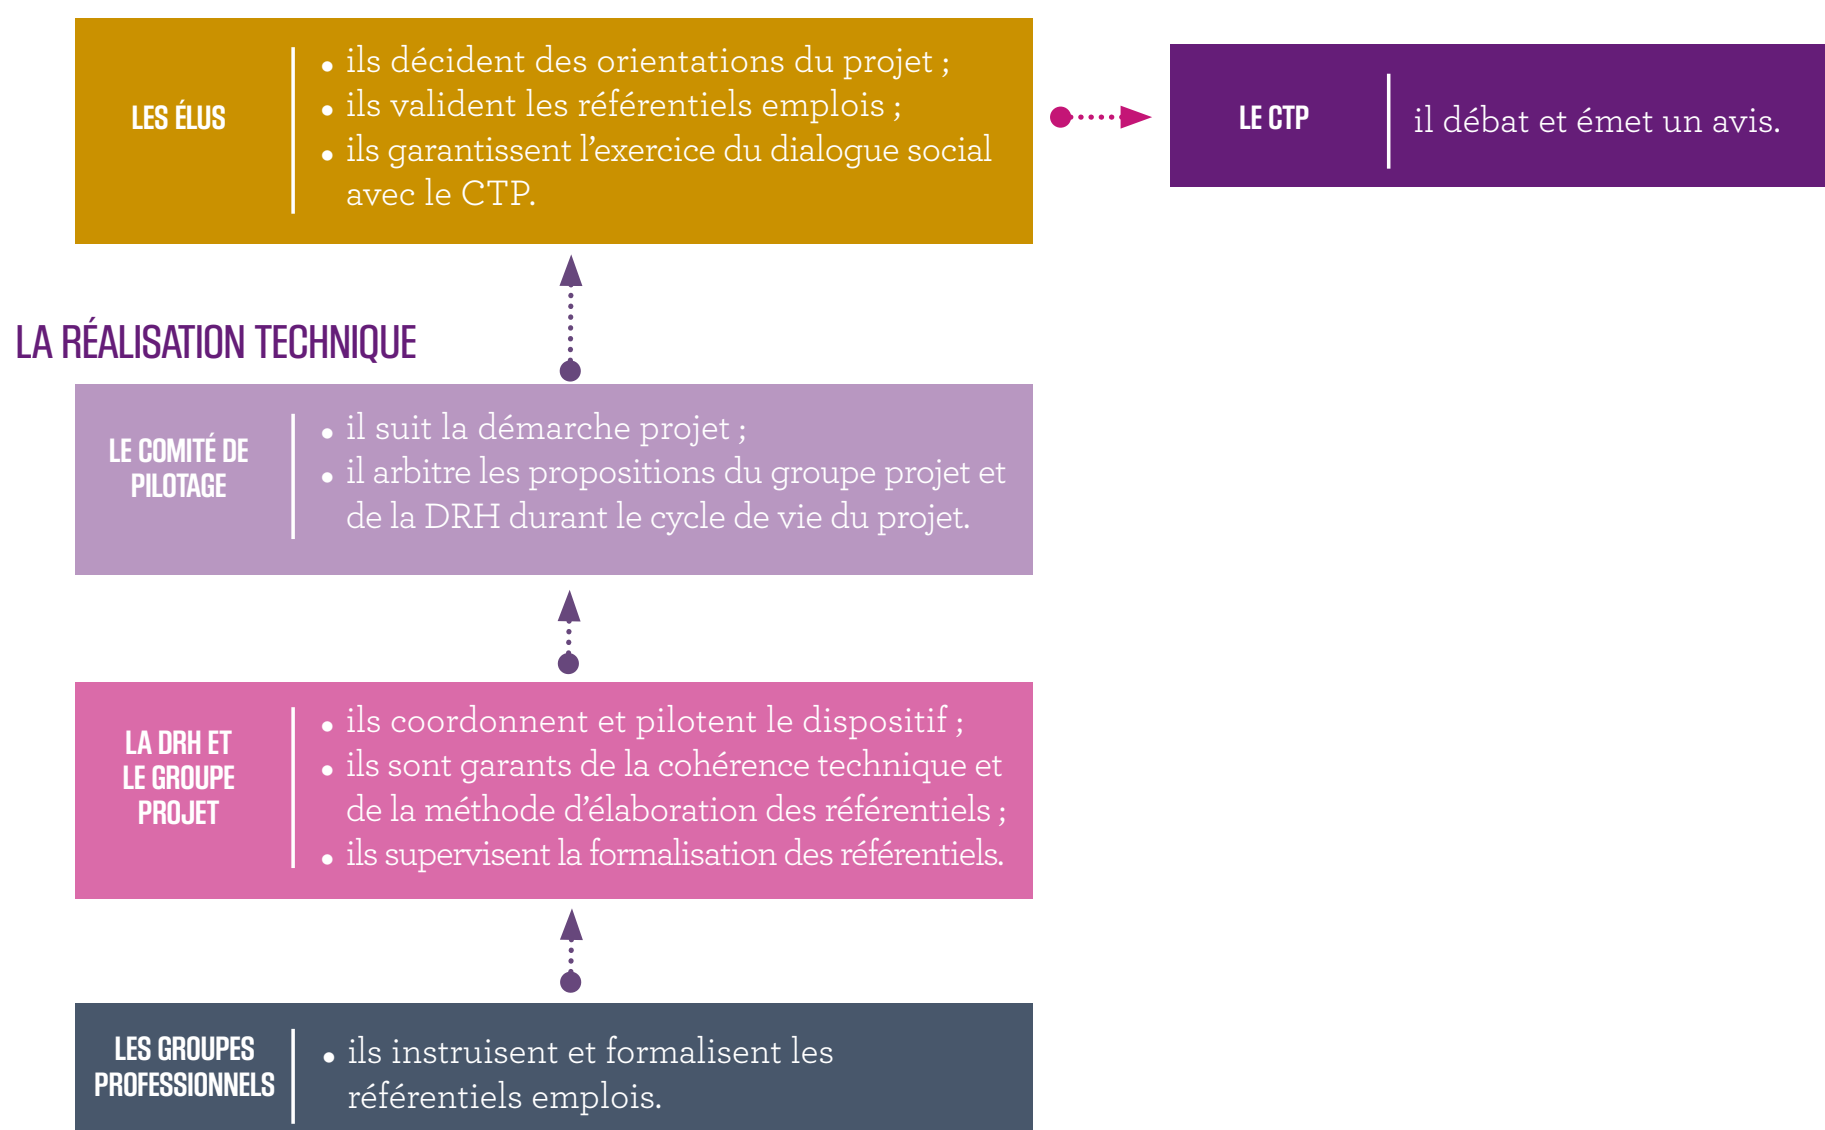 LES ÉLUS
• ils décident des orientations du projet ;
• ils valident les référentiels emplois ;
• ils garantissent l'exercice du dialogue social
avec le CTP.
LE CTP
il débat et émet un avis.
LA RÉALISATION TECHNIQUE
LE COMITÉ DE
PILOTAGE
• il suit la démarche projet ;
• il arbitre les propositions du groupe projet et
de la DRH durant le cycle de vie du projet.
LA DRH ET
LE GROUPE
PROJET
• ils coordonnent et pilotent le dispositif ;
• ils sont garants de la cohérence technique et
de la méthode d'élaboration des référentiels ;
• ils supervisent la formalisation des référentiels.
LES GROUPES
PROFESSIONNELS
• ils instruisent et formalisent les
référentiels emplois.